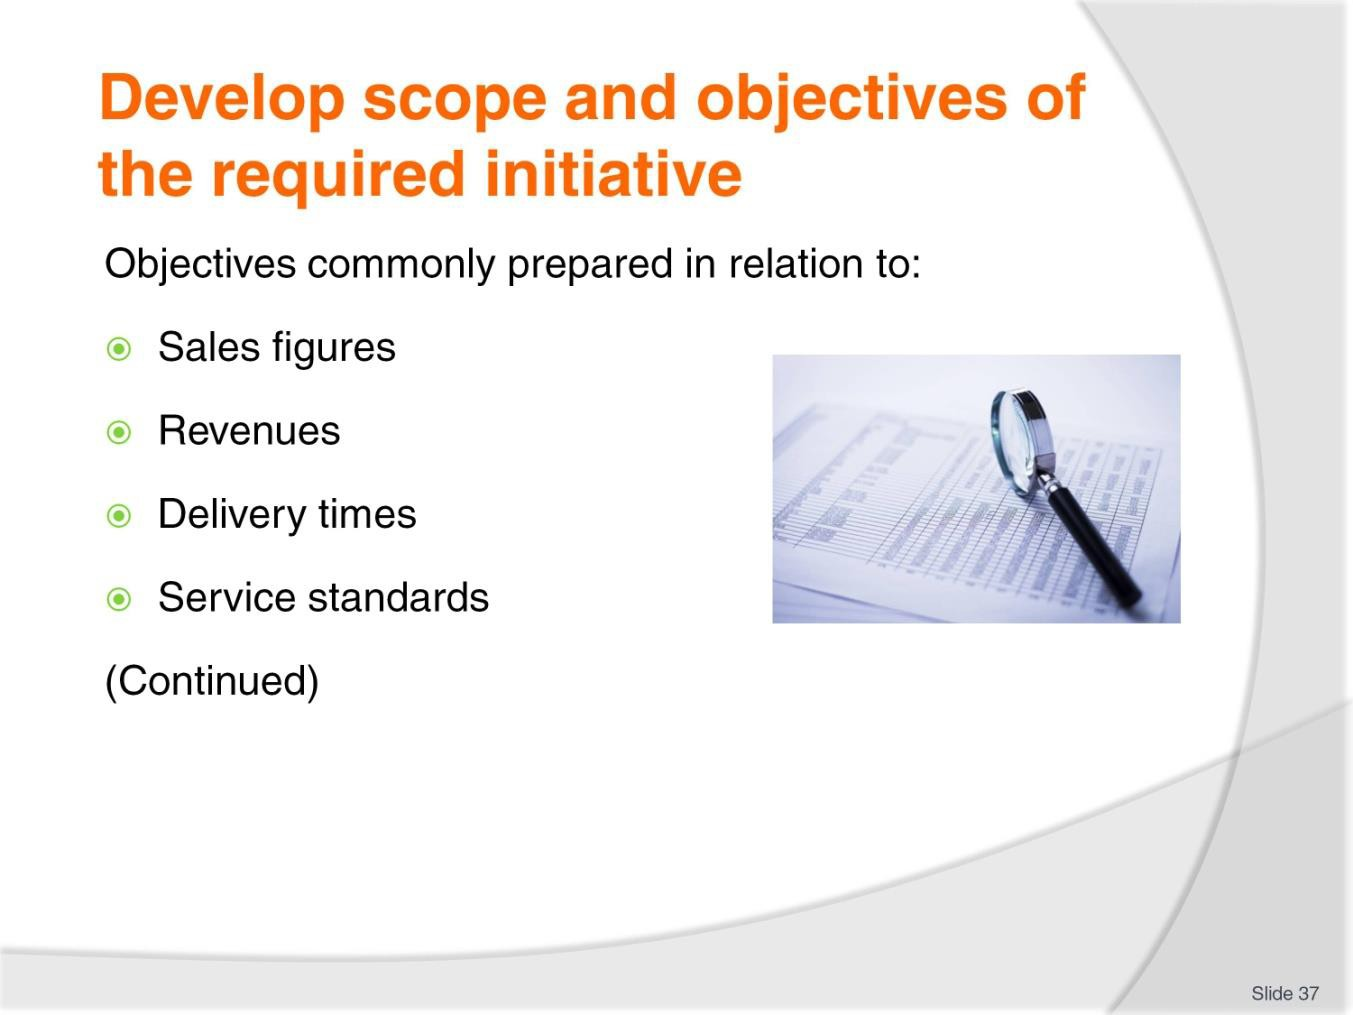 Develop scope and objectives of
the required initiative
Objectives commonly prepared in relation to:
Sales figures
Revenues
Delivery times
Service standards
(Continued)
Slide 37